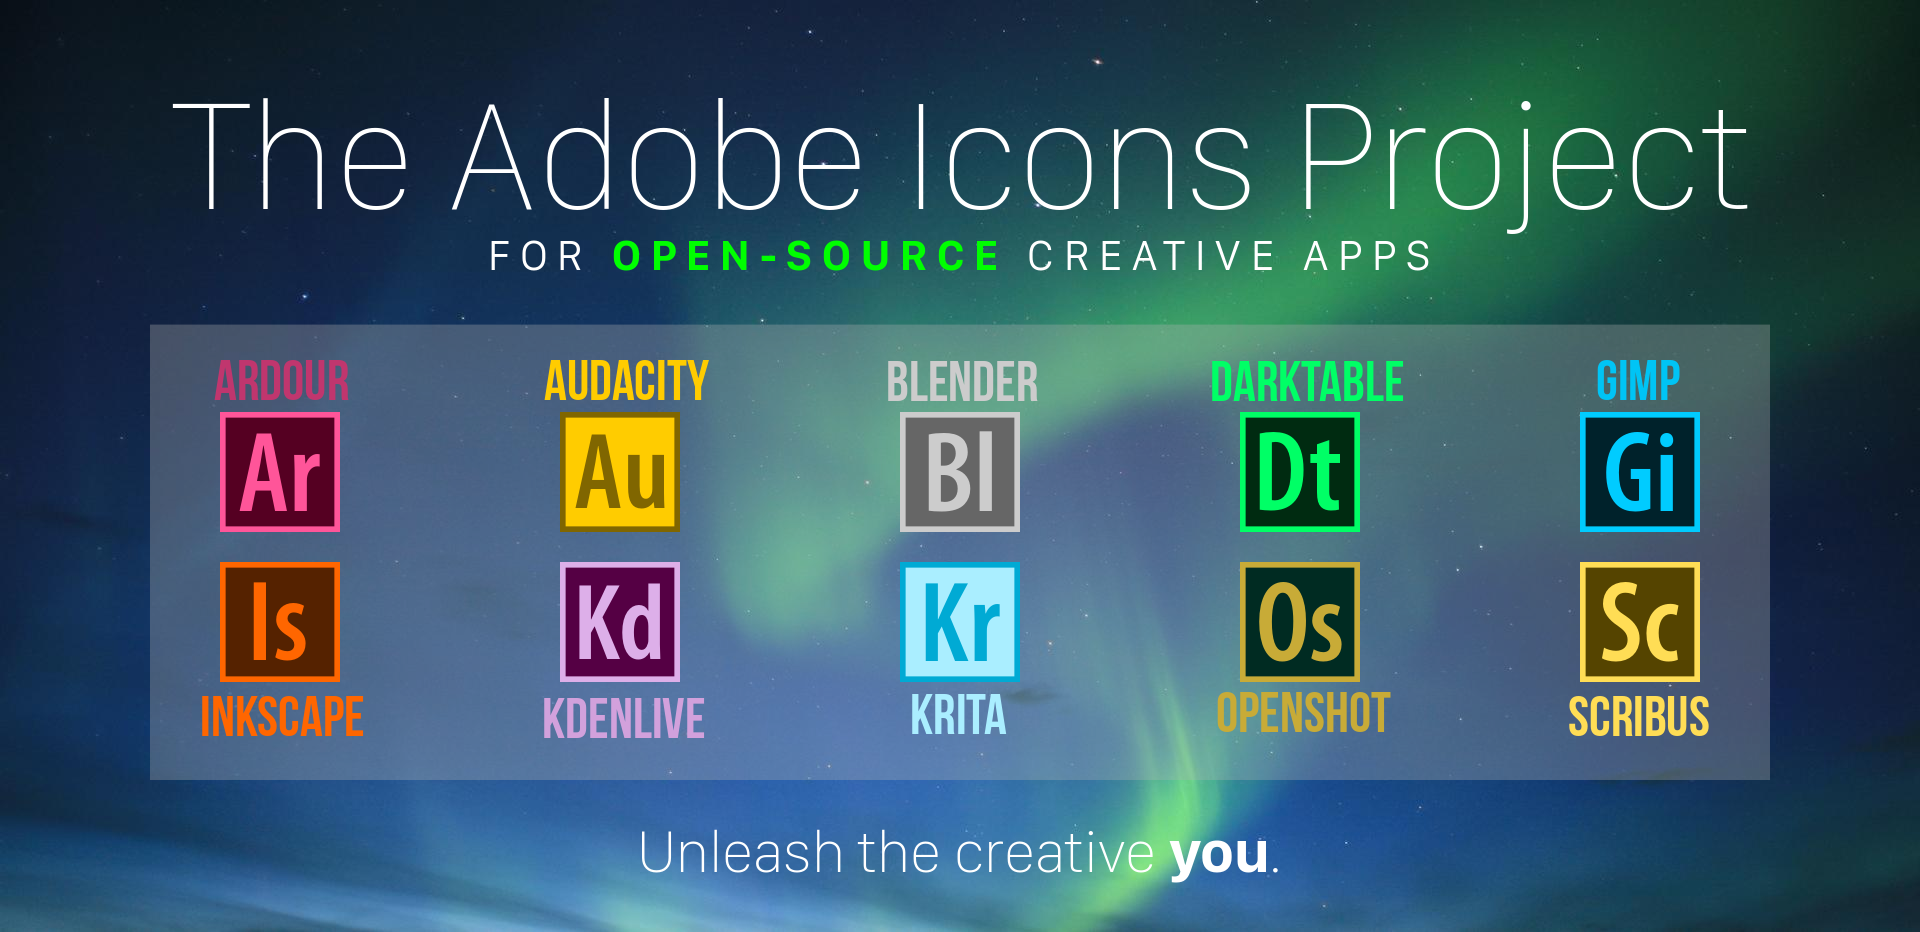 The Adobe Icons Project
FOR OPEN-SOURCE CREATIVE APPS
ARDOUR AUDACITY BLENDER DARKTABLE GIMP
Ar Au Bl Dt Gi
Is Kd Kr Os Sc
INKSCAPE KDENLIVE KRITA OPENSHOT SCRIBUS
Unleash the creative you.